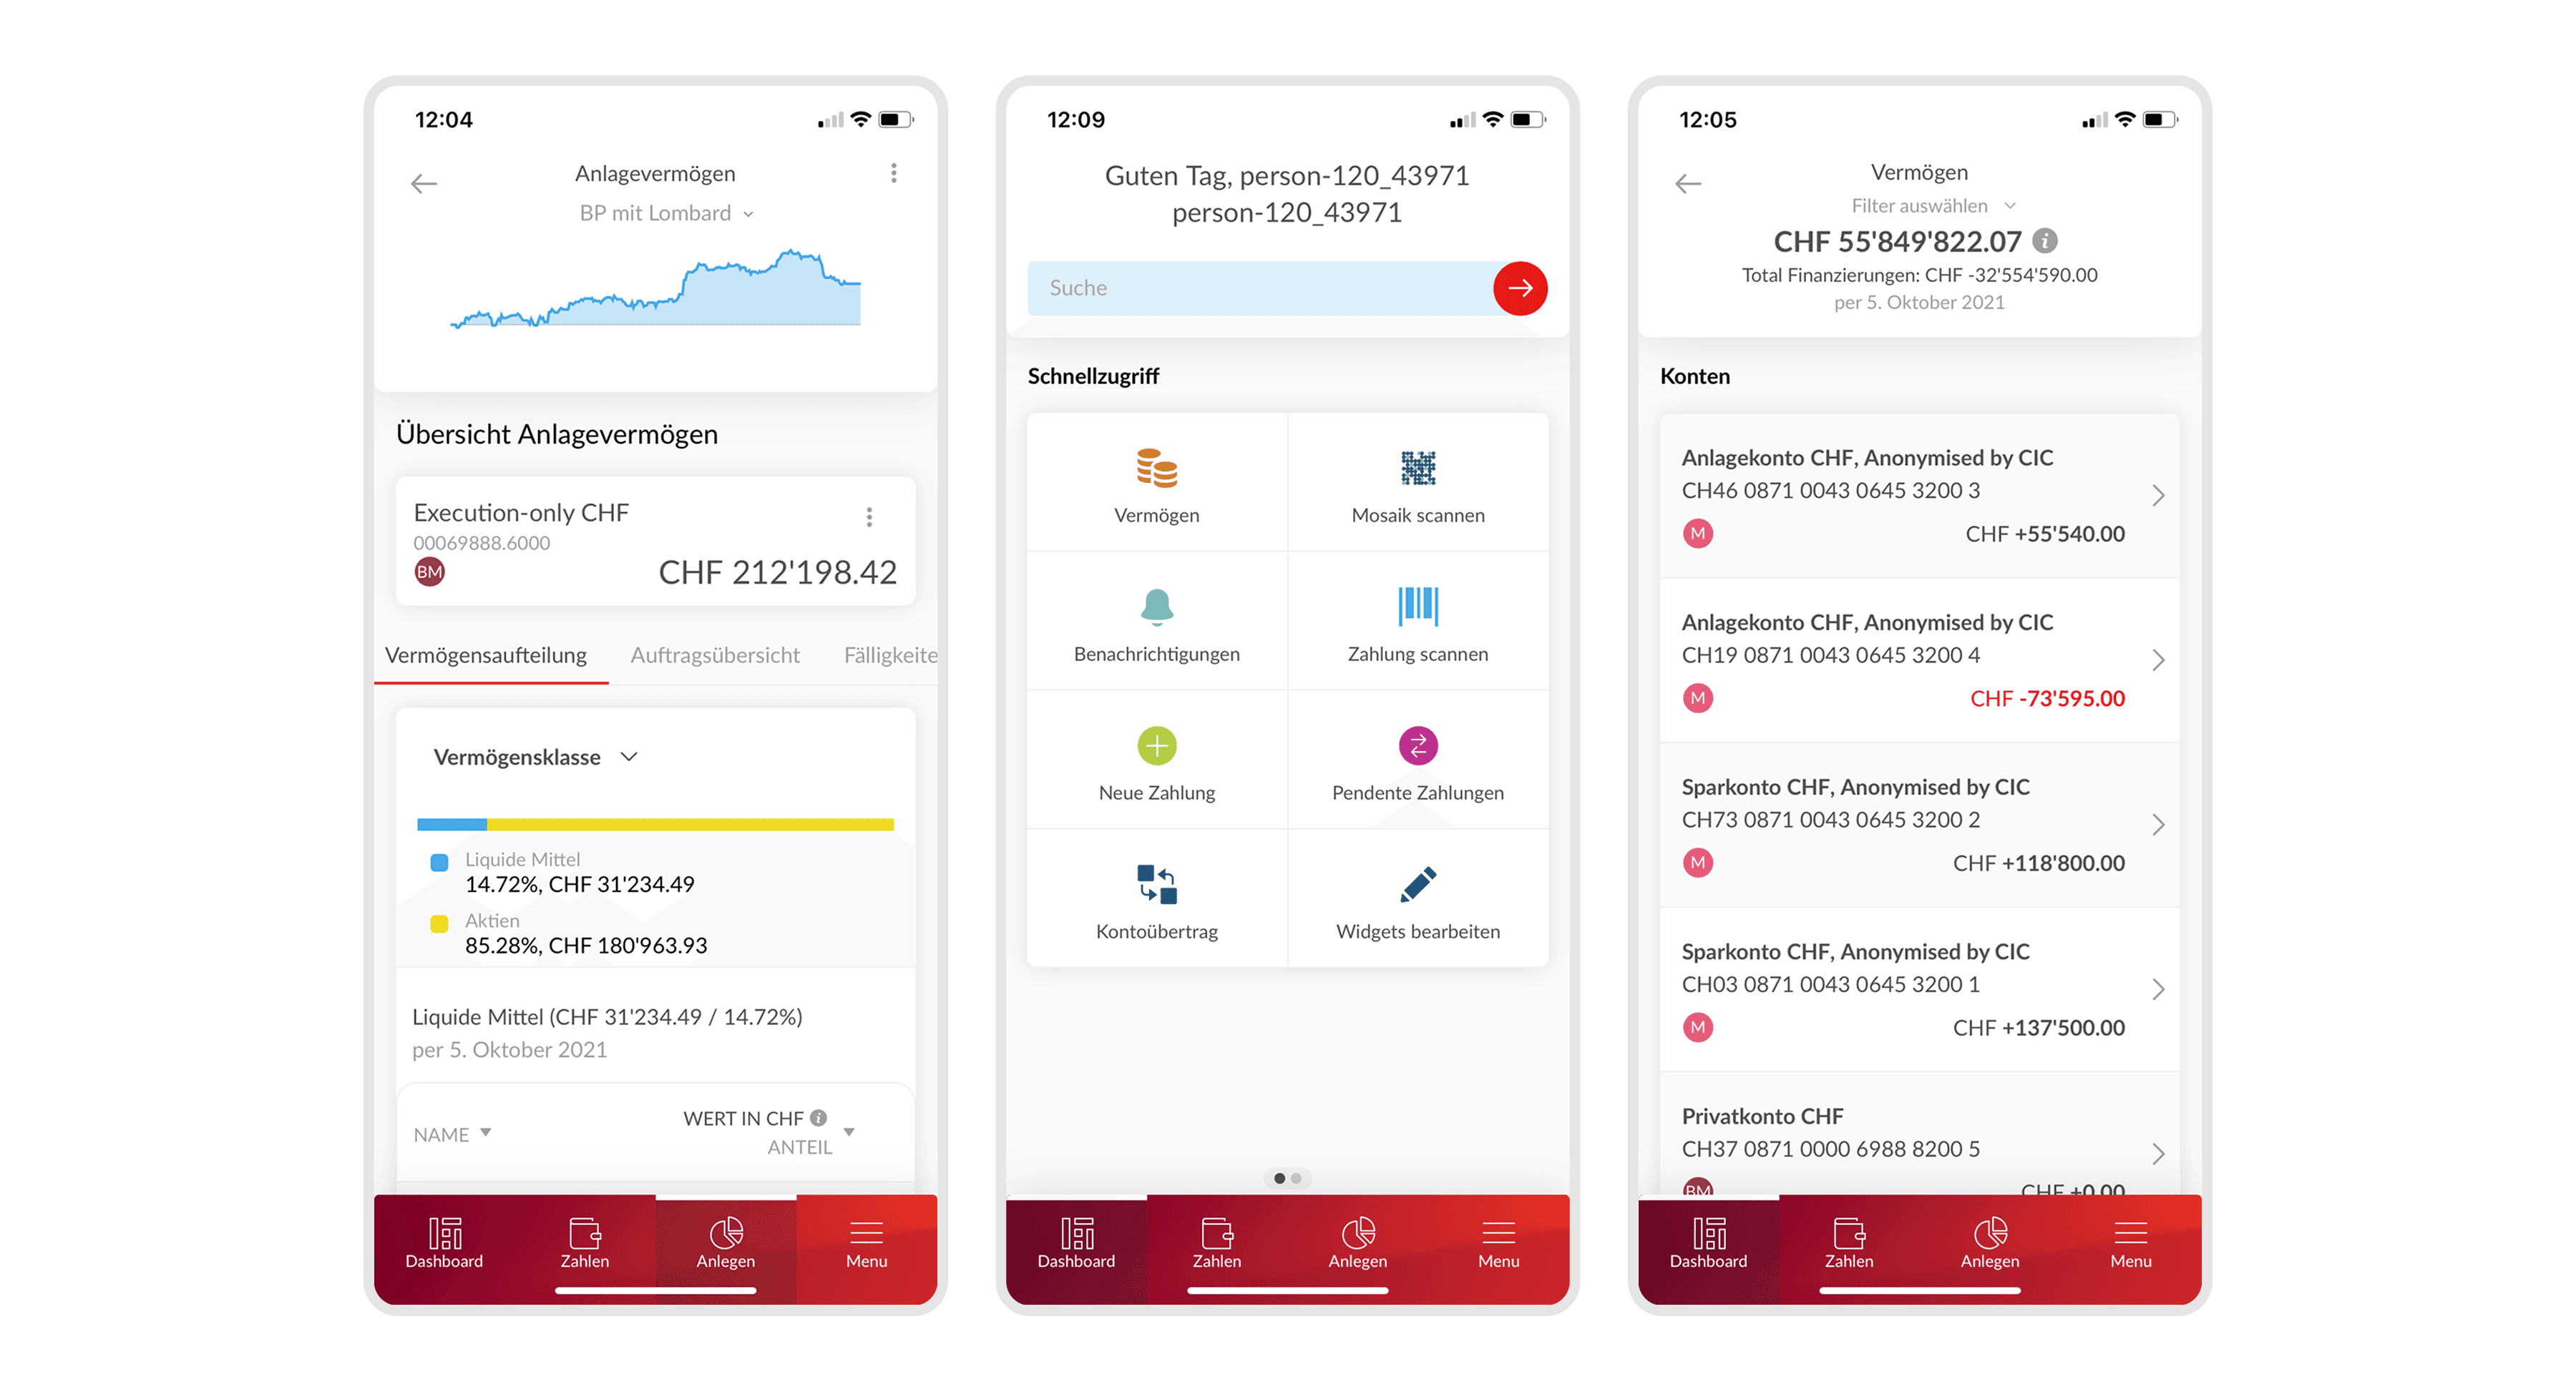 12:04
Anlagevermögen
BP mit Lombard
Übersicht Anlagevermögen
Execution-only CHF
00069888.6000
BM
CHF 212'198.42
Vermögensaufteilung Auftragsübersicht Fälligkeite
Vermögensklasse
Liquide Mittel
14.72%, CHF 31'234.49
Aktien
85.28%, CHF 180'963.93
Liquide Mittel (CHF 31'234.49 / 14.72%)
per 5. Oktober 2021
NAME
WERT IN CHF i
ANTEIL
Dashboard Zahlen Anlegen Menu
12:09
Guten Tag, person-120_43971
person-120_43971
Suche
Schnellzugriff
Vermögen Mosaik scannen
Benachrichtigungen Zahlung scannen
Neue Zahlung Pendente Zahlungen
Kontoübertrag Widgets bearbeiten
Dashboard Zahlen Anlegen Menu
12:05
Vermögen
Filter auswählen
CHF 55'849'822.07 i
Total Finanzierungen: CHF -32'554'590.00
per 5. Oktober 2021
Konten
Anlagekonto CHF, Anonymised by CIC
CH46 0871 0043 0645 3200 3
M CHF +55'540.00
Anlagekonto CHF, Anonymised by CIC
CH19 0871 0043 0645 3200 4
M CHF -73'595.00
Sparkonto CHF, Anonymised by CIC
CH73 0871 0043 0645 3200 2
M CHF +118'800.00
Sparkonto CHF, Anonymised by CIC
CH03 0871 0043 0645 3200 1
M CHF +137'500.00
Privatkonto CHF
CH37 0871 0000 6988 8200 5
BM CHF +0.00
Dashboard Zahlen Anlegen Menu